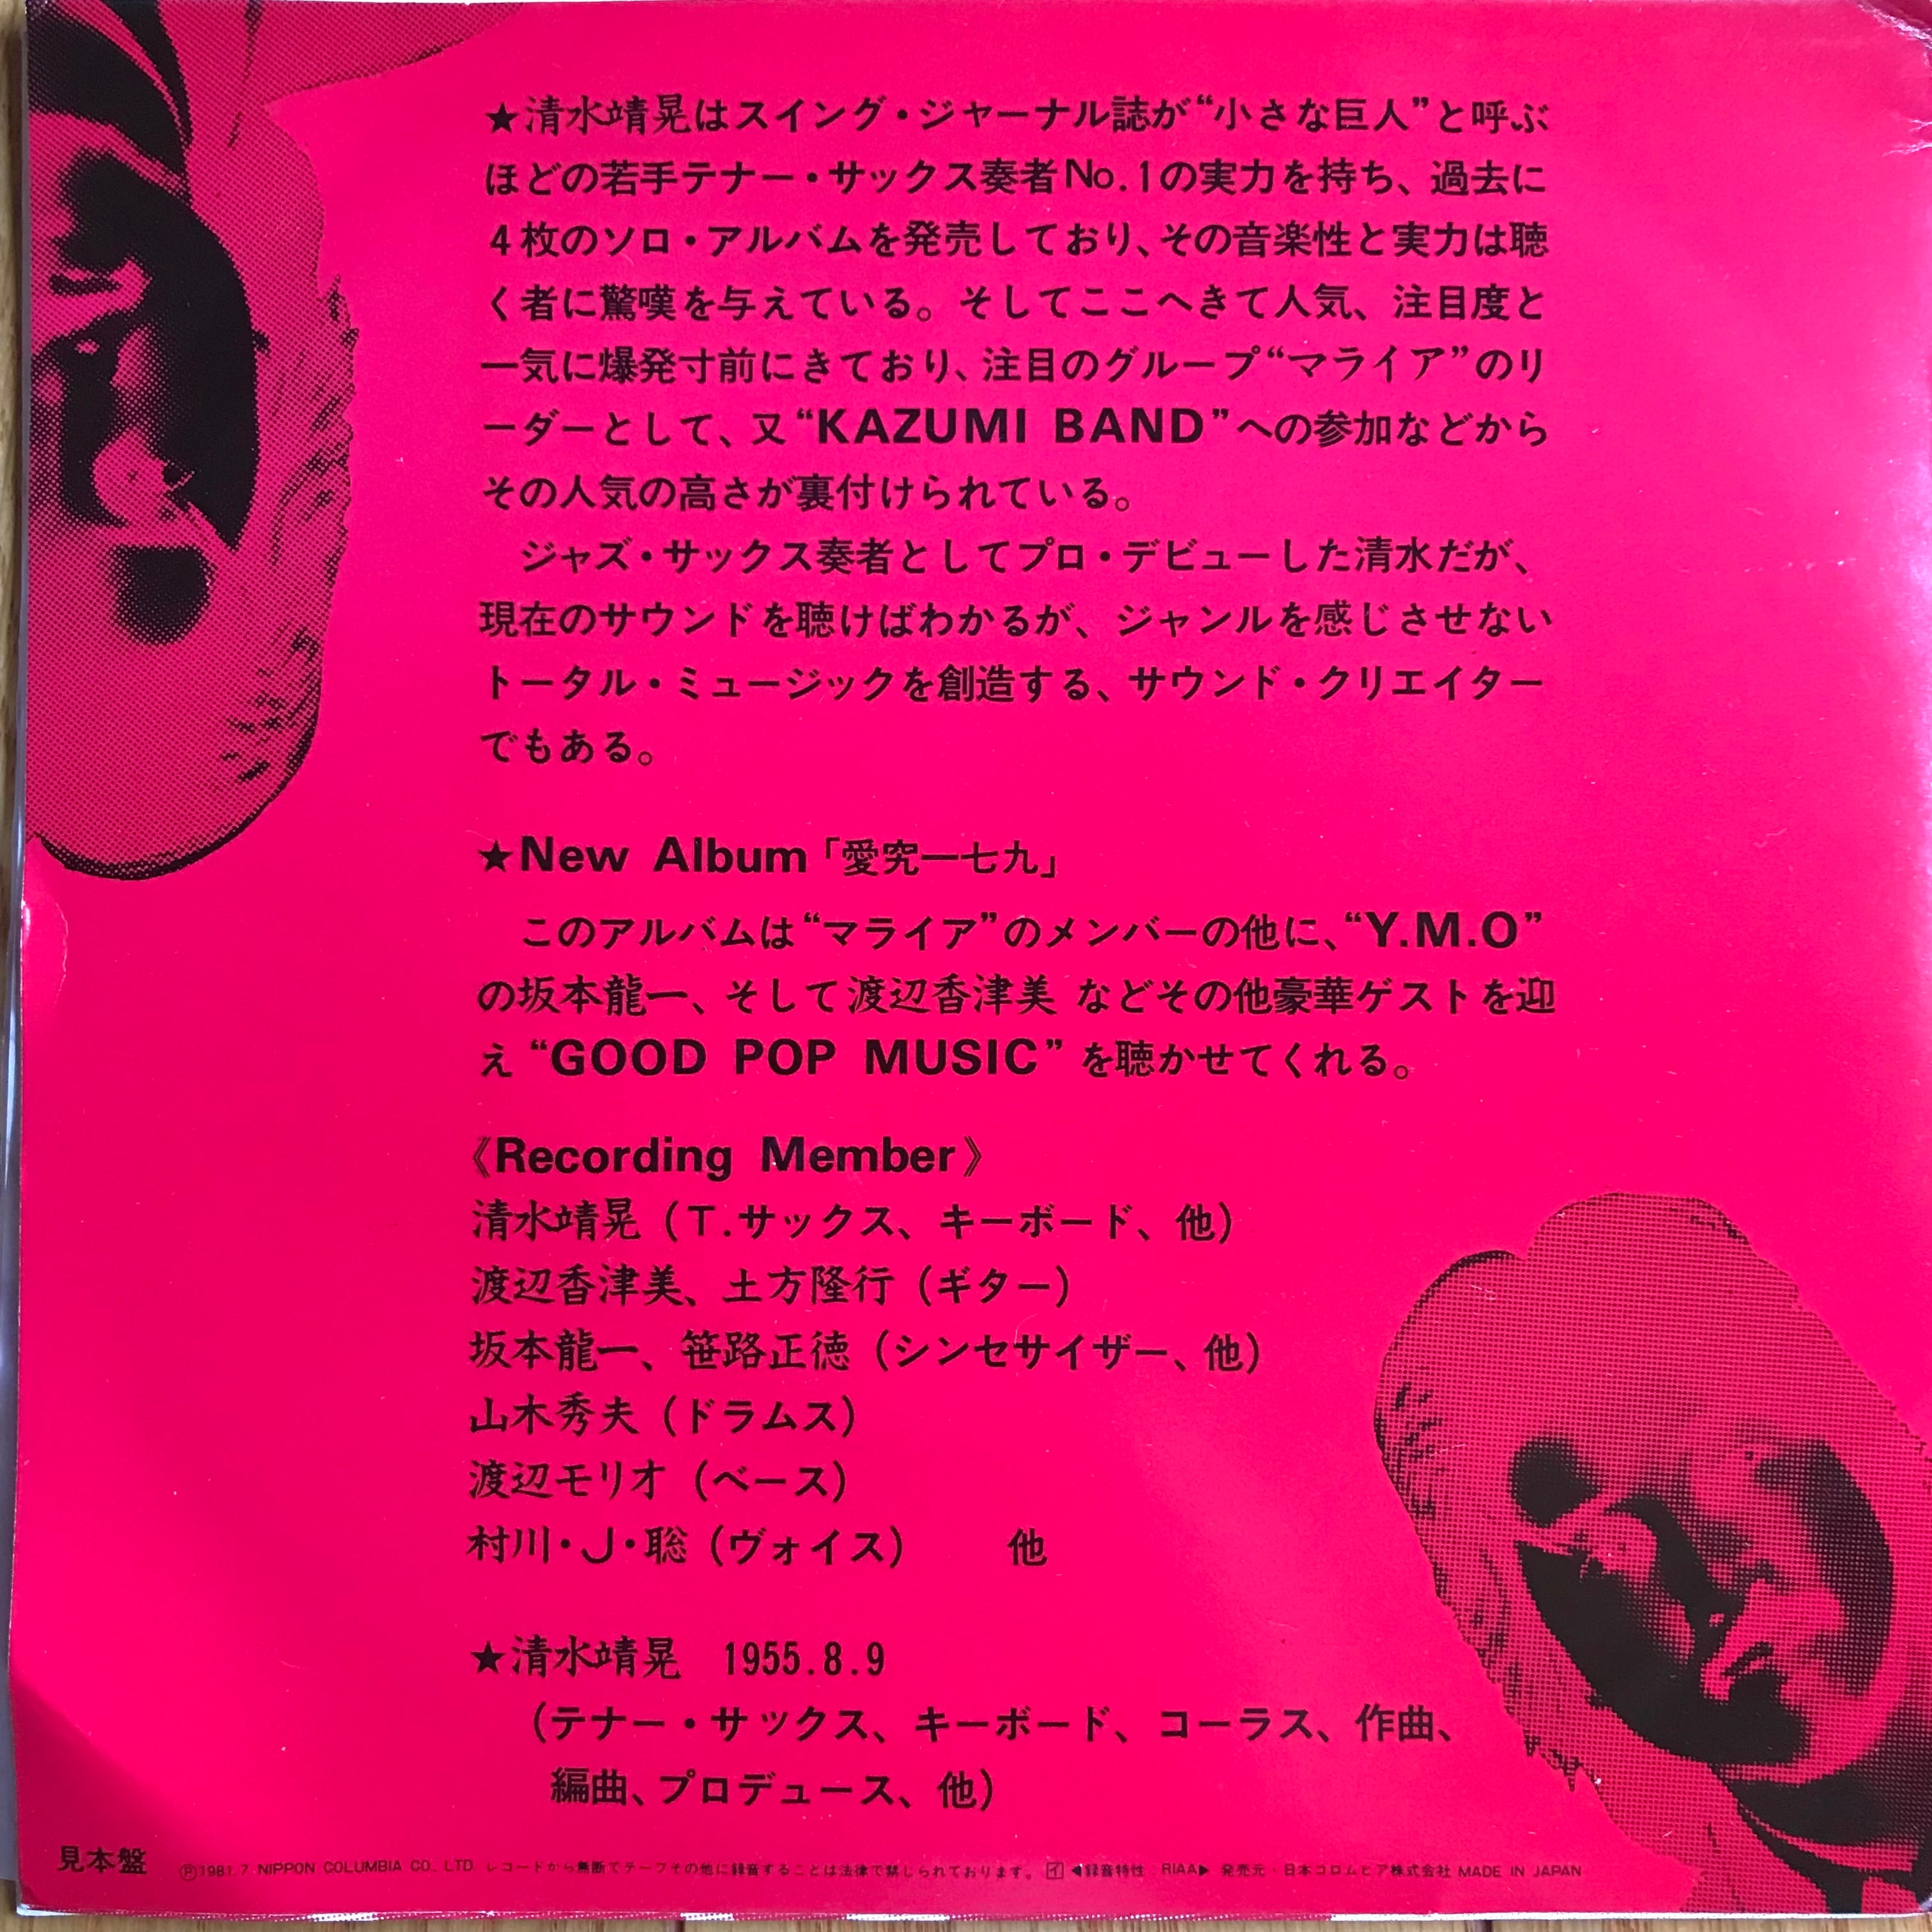 ★清水靖晃はスイング・ジャーナル誌が“小さな巨人”と呼ぶ
ほどの若手テナー・サックス奏者No.1の実力を持ち、過去に
4枚のソロ・アルバムを発売しており、その音楽性と実力は聴
く者に驚嘆を与えている。そしてここへきて人気、注目度と
一気に爆発寸前にきており、注目のグループ“マライア”のリ
ーダーとして、又“KAZUMI BAND”への参加などから
その人気の高さが裏付けられている。
ジャズ・サックス奏者としてプロ・デビューした清水だが、
現在のサウンドを聴けばわかるが、ジャンルを感じさせない
トータル・ミュージックを創造する、サウンド・クリエイター
でもある。
★New Album「愛究一七九」
このアルバムは“マライア”のメンバーの他に、“Y.M.O”
の坂本龍一、そして渡辺香津美 などその他豪華ゲストを迎
え“GOOD POP MUSIC”を聴かせてくれる。
《Recording Member》
清水靖晃（T.サックス、キーボード、他）
渡辺香津美、土方隆行（ギター）
坂本龍一、笹路正徳（シンセサイザー、他）
山木秀夫（ドラムス）
渡辺モリオ（ベース）
村川・J・聡（ヴォイス） 他
★清水靖晃 1955.8.9
（テナー・サックス、キーボード、コーラス、作曲、
編曲、プロデュース、他）
見本盤 Ⓟ1981.7 NIPPON COLUMBIA CO., LTD. レコードから無断でテープその他に録音することは法律で禁じられております。 イ ◀録音特性：RIAA▶ 発売元・日本コロムビア株式会社 MADE IN JAPAN